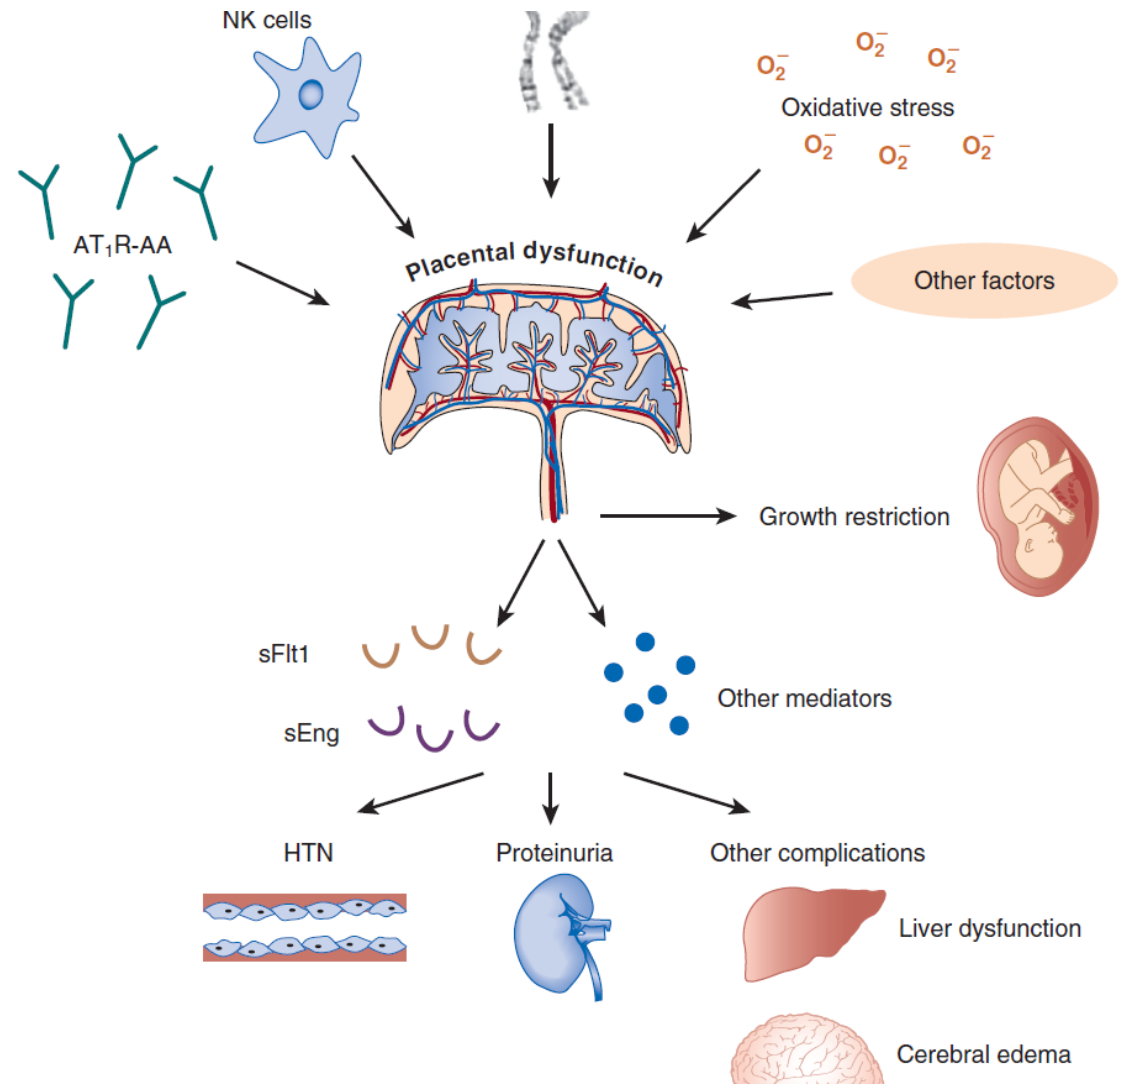 NK cells
O₂⁻
O₂⁻
O₂⁻
Oxidative stress
O₂⁻
O₂⁻
O₂⁻
AT₁R-AA
Placental dysfunction
Other factors
Growth restriction
sFlt1
sEng
Other mediators
HTN
Proteinuria
Other complications
Liver dysfunction
Cerebral edema